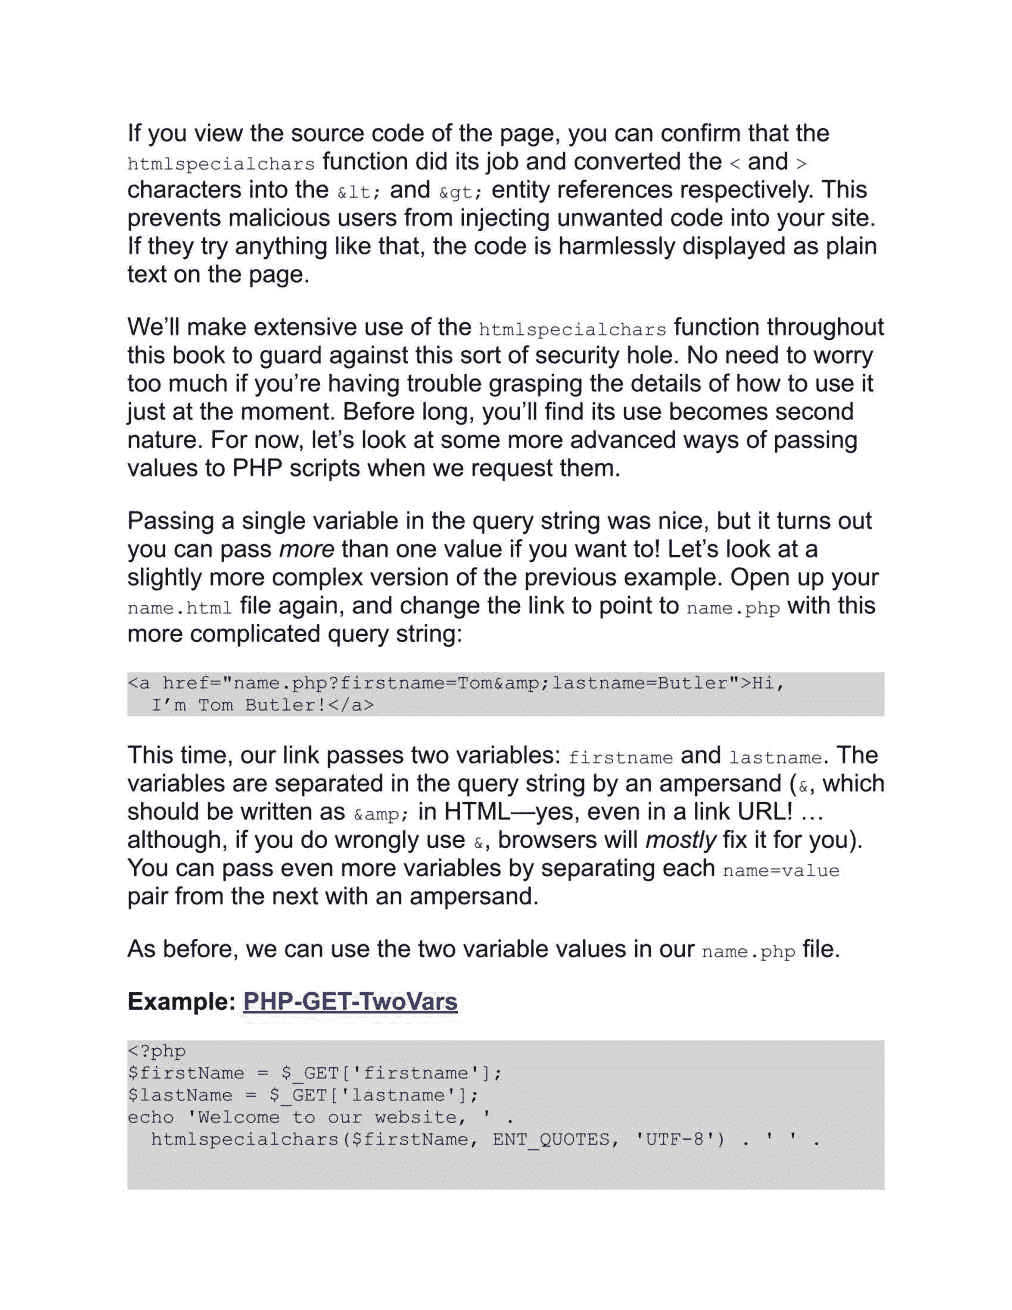 If you view the source code of the page, you can confirm that the
htmlspecialchars function did its job and converted the < and >
characters into the &lt; and &gt; entity references respectively. This
prevents malicious users from injecting unwanted code into your site.
If they try anything like that, the code is harmlessly displayed as plain
text on the page.
We’ll make extensive use of the htmlspecialchars function throughout
this book to guard against this sort of security hole. No need to worry
too much if you’re having trouble grasping the details of how to use it
just at the moment. Before long, you’ll find its use becomes second
nature. For now, let’s look at some more advanced ways of passing
values to PHP scripts when we request them.
Passing a single variable in the query string was nice, but it turns out
you can pass more than one value if you want to! Let’s look at a
slightly more complex version of the previous example. Open up your
name.html file again, and change the link to point to name.php with this
more complicated query string:
<a href="name.php?firstname=Tom&amp;lastname=Butler">Hi,
  I’m Tom Butler!</a>
This time, our link passes two variables: firstname and lastname. The
variables are separated in the query string by an ampersand (&, which
should be written as &amp; in HTML—yes, even in a link URL! …
although, if you do wrongly use &, browsers will mostly fix it for you).
You can pass even more variables by separating each name=value
pair from the next with an ampersand.
As before, we can use the two variable values in our name.php file.
Example: PHP-GET-TwoVars
<?php
$firstName = $_GET['firstname'];
$lastName = $_GET['lastname'];
echo 'Welcome to our website, ' .
  htmlspecialchars($firstName, ENT_QUOTES, 'UTF-8') . ' ' .